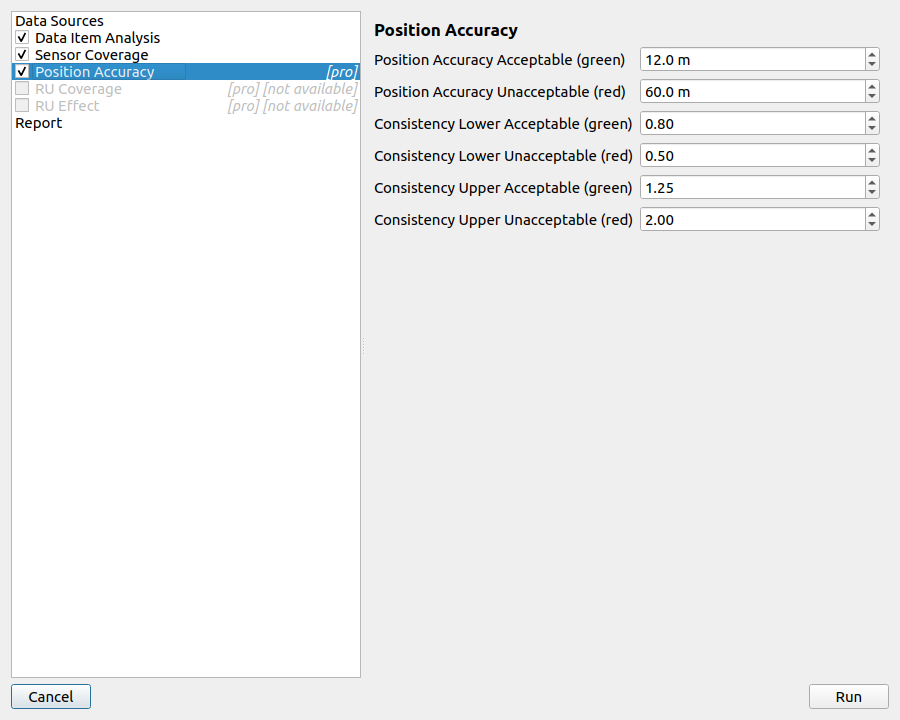 Data Sources
Data Item Analysis
Sensor Coverage
Position Accuracy [pro]
RU Coverage [pro] [not available]
RU Effect [pro] [not available]
Report
Position Accuracy
Position Accuracy Acceptable (green) 12.0 m
Position Accuracy Unacceptable (red) 60.0 m
Consistency Lower Acceptable (green) 0.80
Consistency Lower Unacceptable (red) 0.50
Consistency Upper Acceptable (green) 1.25
Consistency Upper Unacceptable (red) 2.00
Cancel
Run